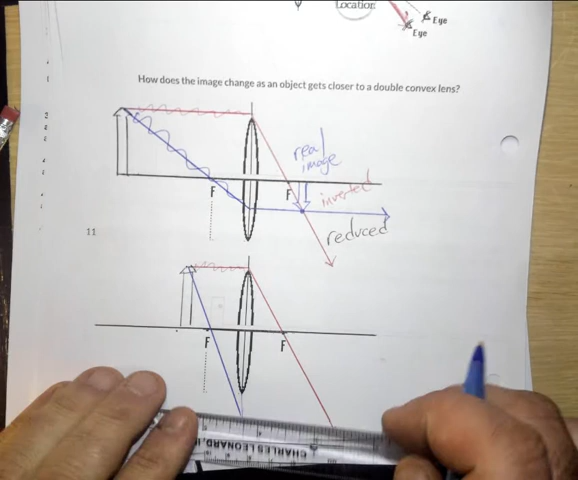 Location
Eye
Eye
How does the image change as an object gets closer to a double convex lens?
real
image
inverted
F
F
reduced
11
F
F
CHARLES LEONARD,